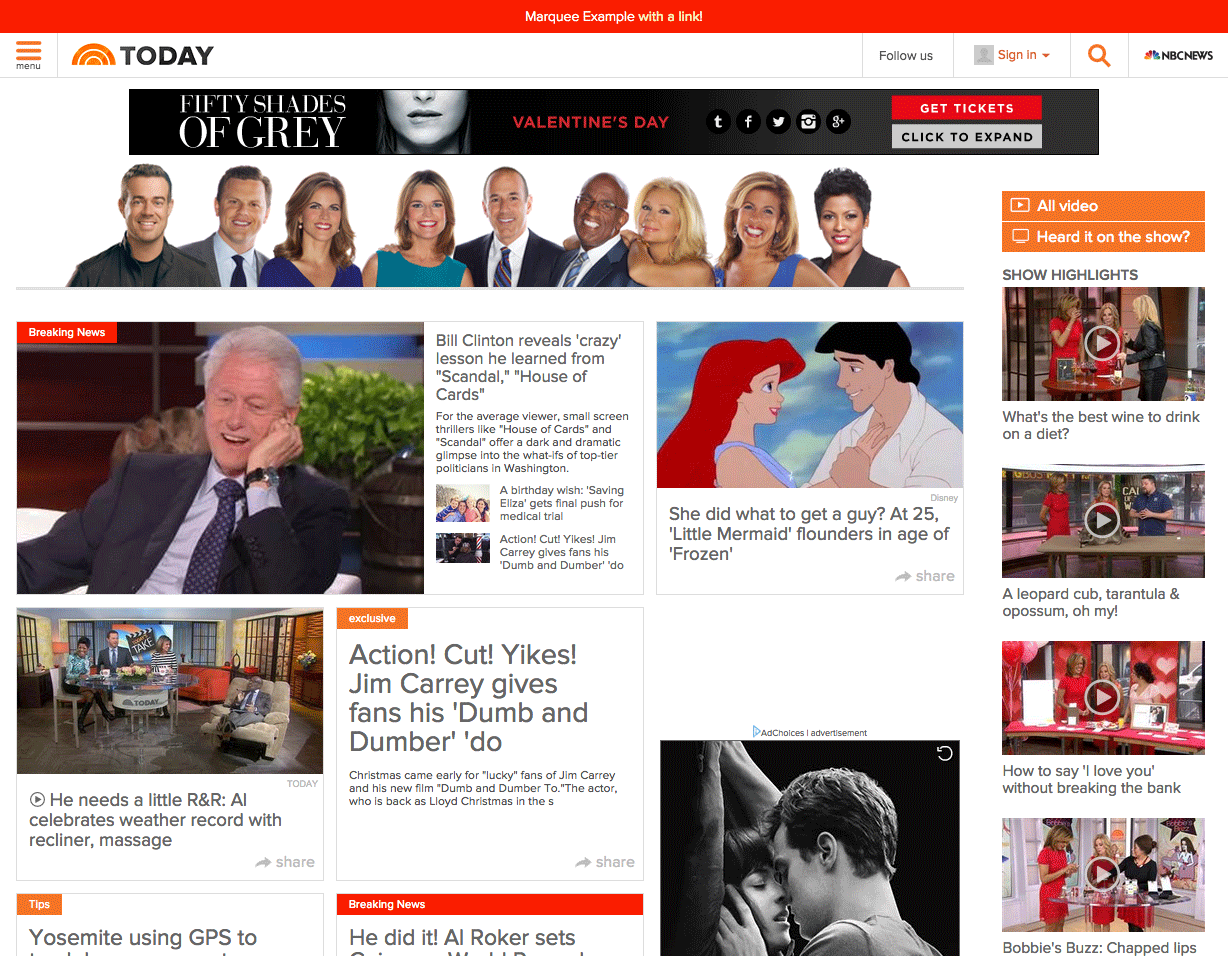 Marquee Example with a link!
menu
TODAY
Follow us
Sign in
NBCNEWS
FIFTY SHADES
OF GREY
VALENTINE'S DAY
GET TICKETS
CLICK TO EXPAND
All video
Heard it on the show?
SHOW HIGHLIGHTS
What's the best wine to drink
on a diet?
A leopard cub, tarantula &
opossum, oh my!
How to say 'I love you'
without breaking the bank
Bobbie's Buzz: Chapped lips
Breaking News
Bill Clinton reveals 'crazy'
lesson he learned from
"Scandal," "House of
Cards"
For the average viewer, small screen
thrillers like "House of Cards" and
"Scandal" offer a dark and dramatic
glimpse into the what-ifs of top-tier
politicians in Washington.
A birthday wish: 'Saving
Eliza' gets final push for
medical trial
Action! Cut! Yikes! Jim
Carrey gives fans his
'Dumb and Dumber' 'do
Disney
She did what to get a guy? At 25,
'Little Mermaid' flounders in age of
'Frozen'
share
TODAY
TODAY
He needs a little R&R: Al
celebrates weather record with
recliner, massage
share
exclusive
Action! Cut! Yikes!
Jim Carrey gives
fans his 'Dumb and
Dumber' 'do
Christmas came early for "lucky" fans of Jim Carrey
and his new film "Dumb and Dumber To."The actor,
who is back as Lloyd Christmas in the s
share
AdChoices | advertisement
Tips
Yosemite using GPS to
Breaking News
He did it! Al Roker sets